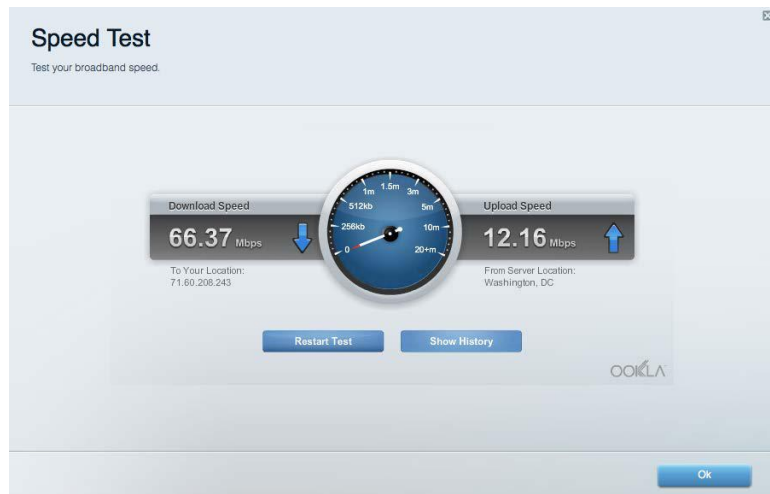 Speed Test
Test your broadband speed.
Download Speed
66.37 Mbps
To Your Location:
71.60.208.243
0
256kb
512kb
1m
1.5m
3m
5m
10m
20+m
Upload Speed
12.16 Mbps
From Server Location:
Washington, DC
Restart Test
Show History
OOKLA
Ok